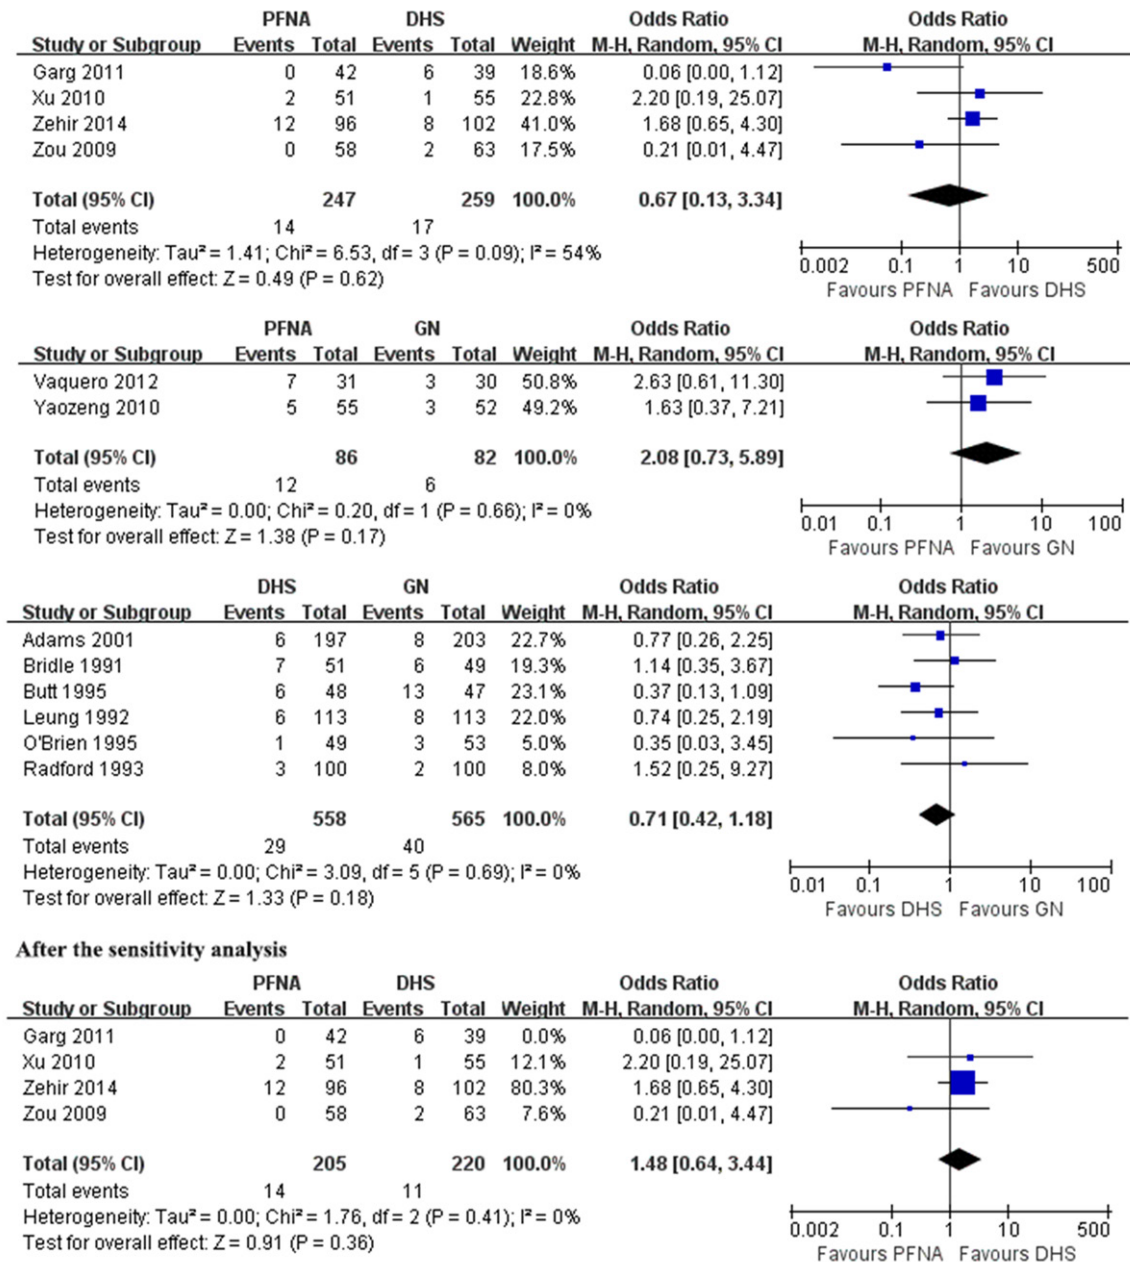 PFNA DHS Odds Ratio Odds Ratio
Study or Subgroup Events Total Events Total Weight M-H, Random, 95% CI M-H, Random, 95% CI
Garg 2011 0 42 6 39 18.6% 0.06 [0.00, 1.12]
Xu 2010 2 51 1 55 22.8% 2.20 [0.19, 25.07]
Zehir 2014 12 96 8 102 41.0% 1.68 [0.65, 4.30]
Zou 2009 0 58 2 63 17.5% 0.21 [0.01, 4.47]
Total (95% CI) 247 259 100.0% 0.67 [0.13, 3.34]
Total events 14 17
Heterogeneity: Tau² = 1.41; Chi² = 6.53, df = 3 (P = 0.09); I² = 54%
Test for overall effect: Z = 0.49 (P = 0.62)
0.002 0.1 1 10 500
Favours PFNA Favours DHS
PFNA GN Odds Ratio Odds Ratio
Study or Subgroup Events Total Events Total Weight M-H, Random, 95% CI M-H, Random, 95% CI
Vaquero 2012 7 31 3 30 50.8% 2.63 [0.61, 11.30]
Yaozeng 2010 5 55 3 52 49.2% 1.63 [0.37, 7.21]
Total (95% CI) 86 82 100.0% 2.08 [0.73, 5.89]
Total events 12 6
Heterogeneity: Tau² = 0.00; Chi² = 0.20, df = 1 (P = 0.66); I² = 0%
Test for overall effect: Z = 1.38 (P = 0.17)
0.01 0.1 1 10 100
Favours PFNA Favours GN
DHS GN Odds Ratio Odds Ratio
Study or Subgroup Events Total Events Total Weight M-H, Random, 95% CI M-H, Random, 95% CI
Adams 2001 6 197 8 203 22.7% 0.77 [0.26, 2.25]
Bridle 1991 7 51 6 49 19.3% 1.14 [0.35, 3.67]
Butt 1995 6 48 13 47 23.1% 0.37 [0.13, 1.09]
Leung 1992 6 113 8 113 22.0% 0.74 [0.25, 2.19]
O'Brien 1995 1 49 3 53 5.0% 0.35 [0.03, 3.45]
Radford 1993 3 100 2 100 8.0% 1.52 [0.25, 9.27]
Total (95% CI) 558 565 100.0% 0.71 [0.42, 1.18]
Total events 29 40
Heterogeneity: Tau² = 0.00; Chi² = 3.09, df = 5 (P = 0.69); I² = 0%
Test for overall effect: Z = 1.33 (P = 0.18)
0.01 0.1 1 10 100
Favours DHS Favours GN
After the sensitivity analysis
PFNA DHS Odds Ratio Odds Ratio
Study or Subgroup Events Total Events Total Weight M-H, Random, 95% CI M-H, Random, 95% CI
Garg 2011 0 42 6 39 0.0% 0.06 [0.00, 1.12]
Xu 2010 2 51 1 55 12.1% 2.20 [0.19, 25.07]
Zehir 2014 12 96 8 102 80.3% 1.68 [0.65, 4.30]
Zou 2009 0 58 2 63 7.6% 0.21 [0.01, 4.47]
Total (95% CI) 205 220 100.0% 1.48 [0.64, 3.44]
Total events 14 11
Heterogeneity: Tau² = 0.00; Chi² = 1.76, df = 2 (P = 0.41); I² = 0%
Test for overall effect: Z = 0.91 (P = 0.36)
0.002 0.1 1 10 500
Favours PFNA Favours DHS